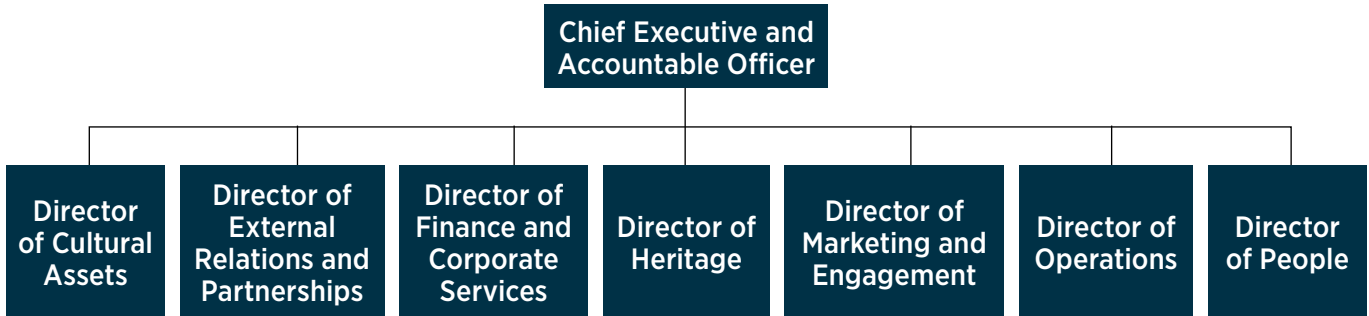 Chief Executive and
Accountable Officer
Director
of Cultural
Assets
Director of
External
Relations and
Partnerships
Director of
Finance and
Corporate
Services
Director of
Heritage
Director of
Marketing and
Engagement
Director of
Operations
Director
of People